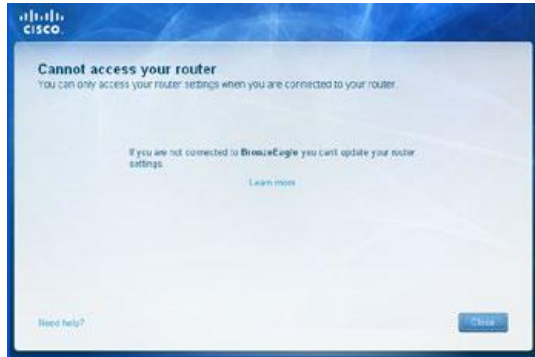 cisco.
Cannot access your router
You can only access your router settings when you are connected to your router.
If you are not connected to BronzeEagle you can't update your router
settings.
Learn more
Need help?
Close